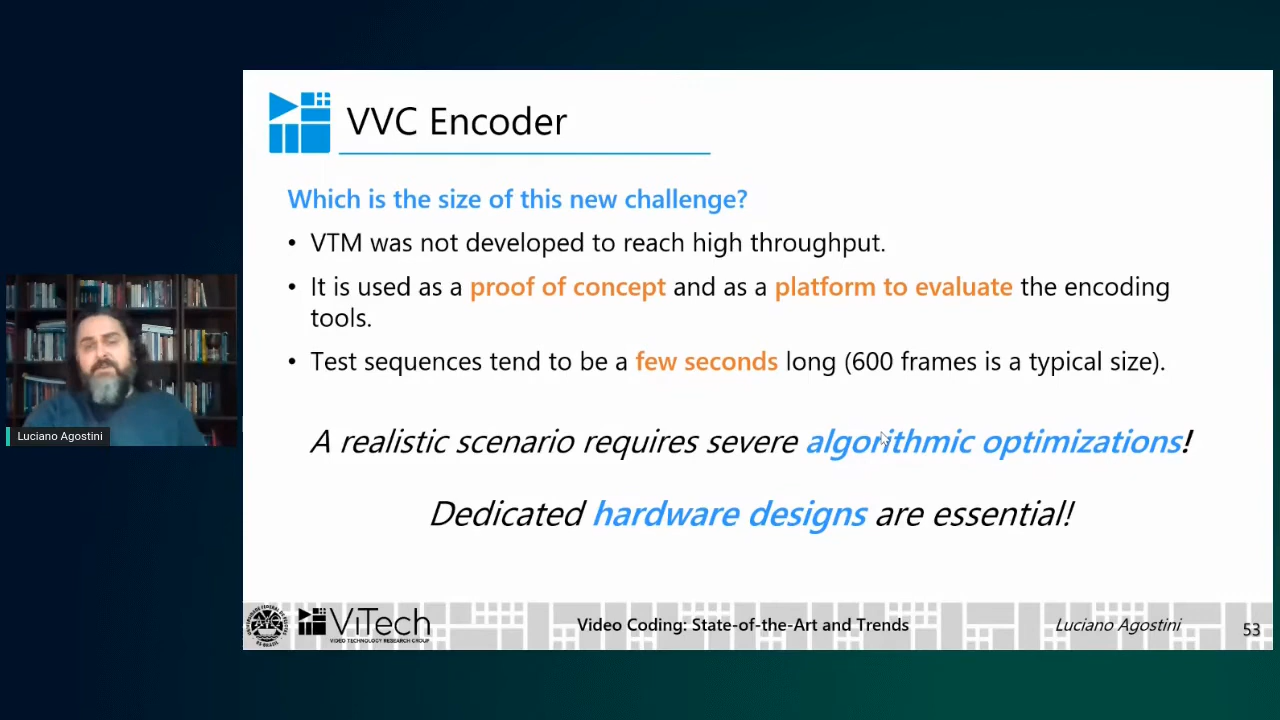 VVC Encoder
Which is the size of this new challenge?
• VTM was not developed to reach high throughput.
• It is used as a proof of concept and as a platform to evaluate the encoding
tools.
• Test sequences tend to be a few seconds long (600 frames is a typical size).
A realistic scenario requires severe algorithmic optimizations!
Dedicated hardware designs are essential!
Luciano Agostini
ViTech
VIDEO TECHNOLOGY RESEARCH GROUP
Video Coding: State-of-the-Art and Trends
Luciano Agostini
53